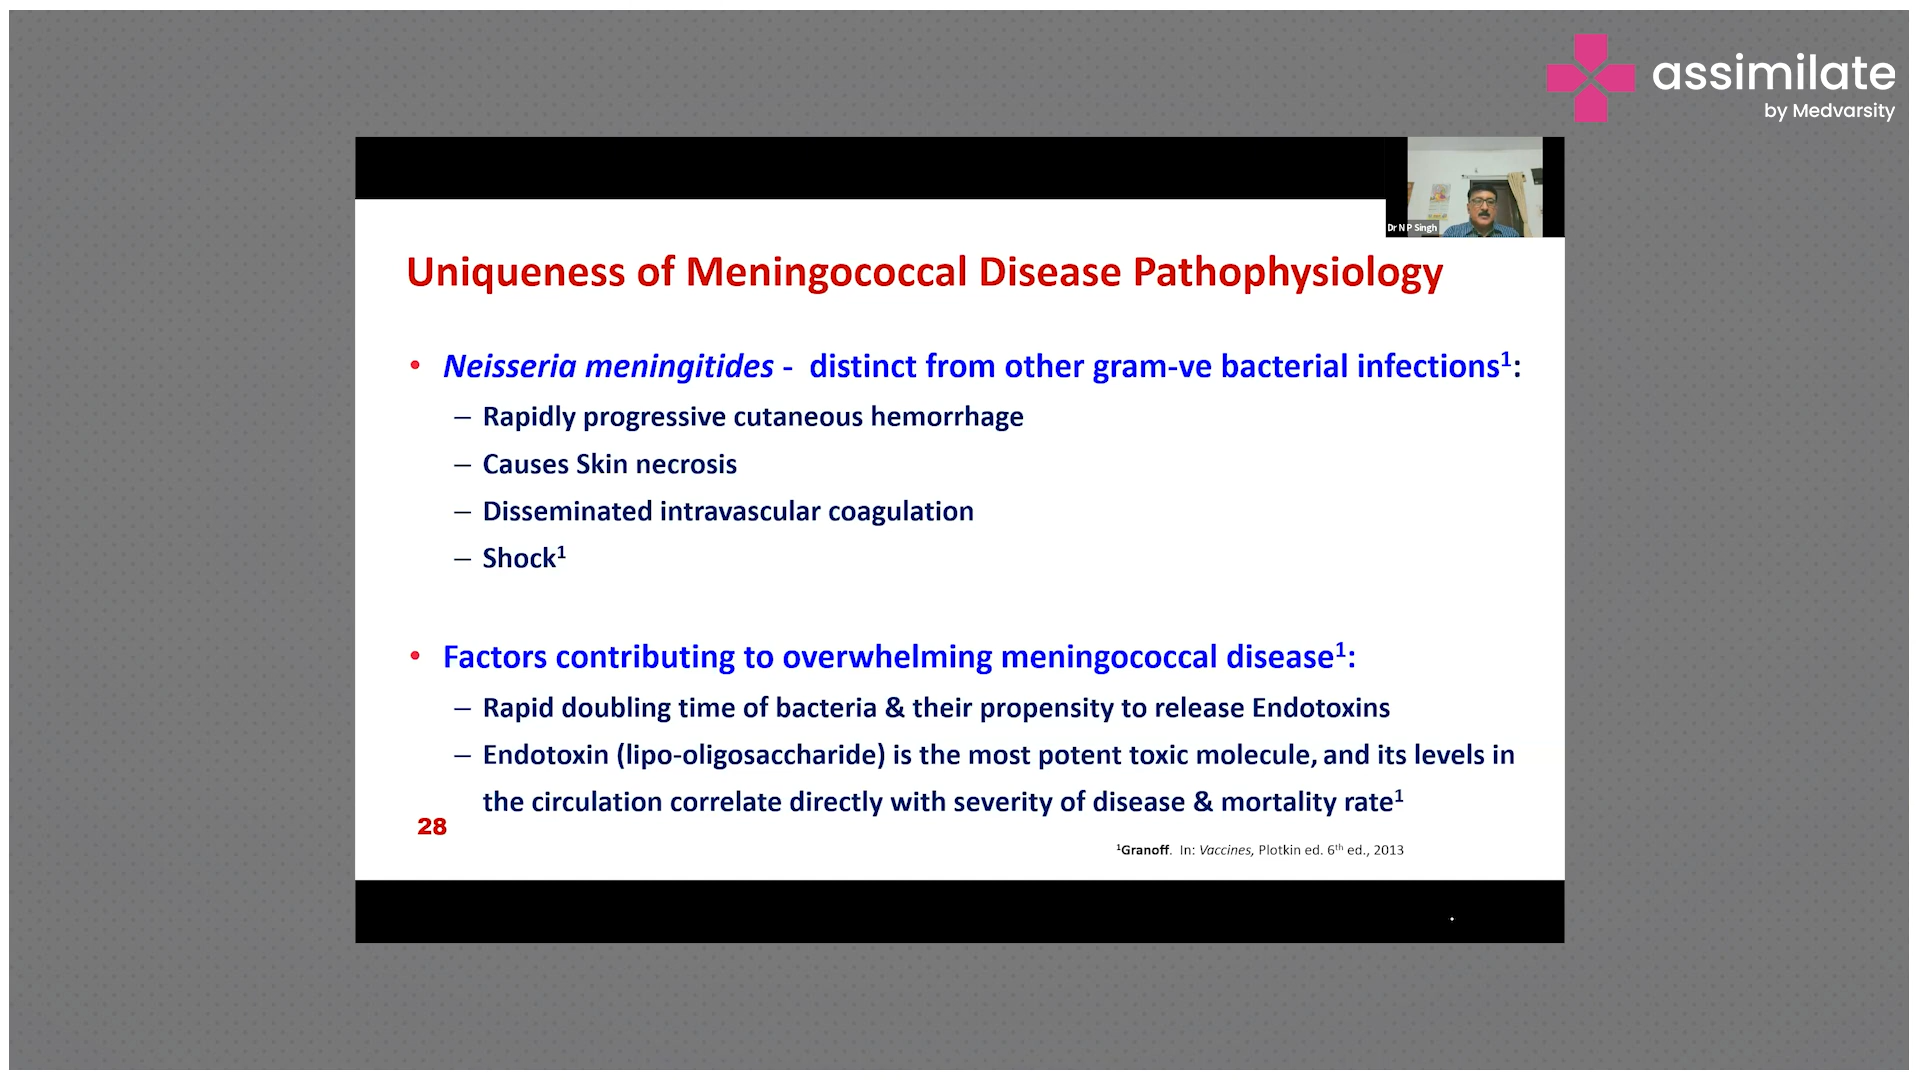 assimilate
by Medvarsity
Dr N P Singh
Uniqueness of Meningococcal Disease Pathophysiology
• Neisseria meningitides - distinct from other gram-ve bacterial infections¹:
– Rapidly progressive cutaneous hemorrhage
– Causes Skin necrosis
– Disseminated intravascular coagulation
– Shock¹
• Factors contributing to overwhelming meningococcal disease¹:
– Rapid doubling time of bacteria & their propensity to release Endotoxins
– Endotoxin (lipo-oligosaccharide) is the most potent toxic molecule, and its levels in
the circulation correlate directly with severity of disease & mortality rate¹
28
¹Granoff. In: Vaccines, Plotkin ed. 6th ed., 2013